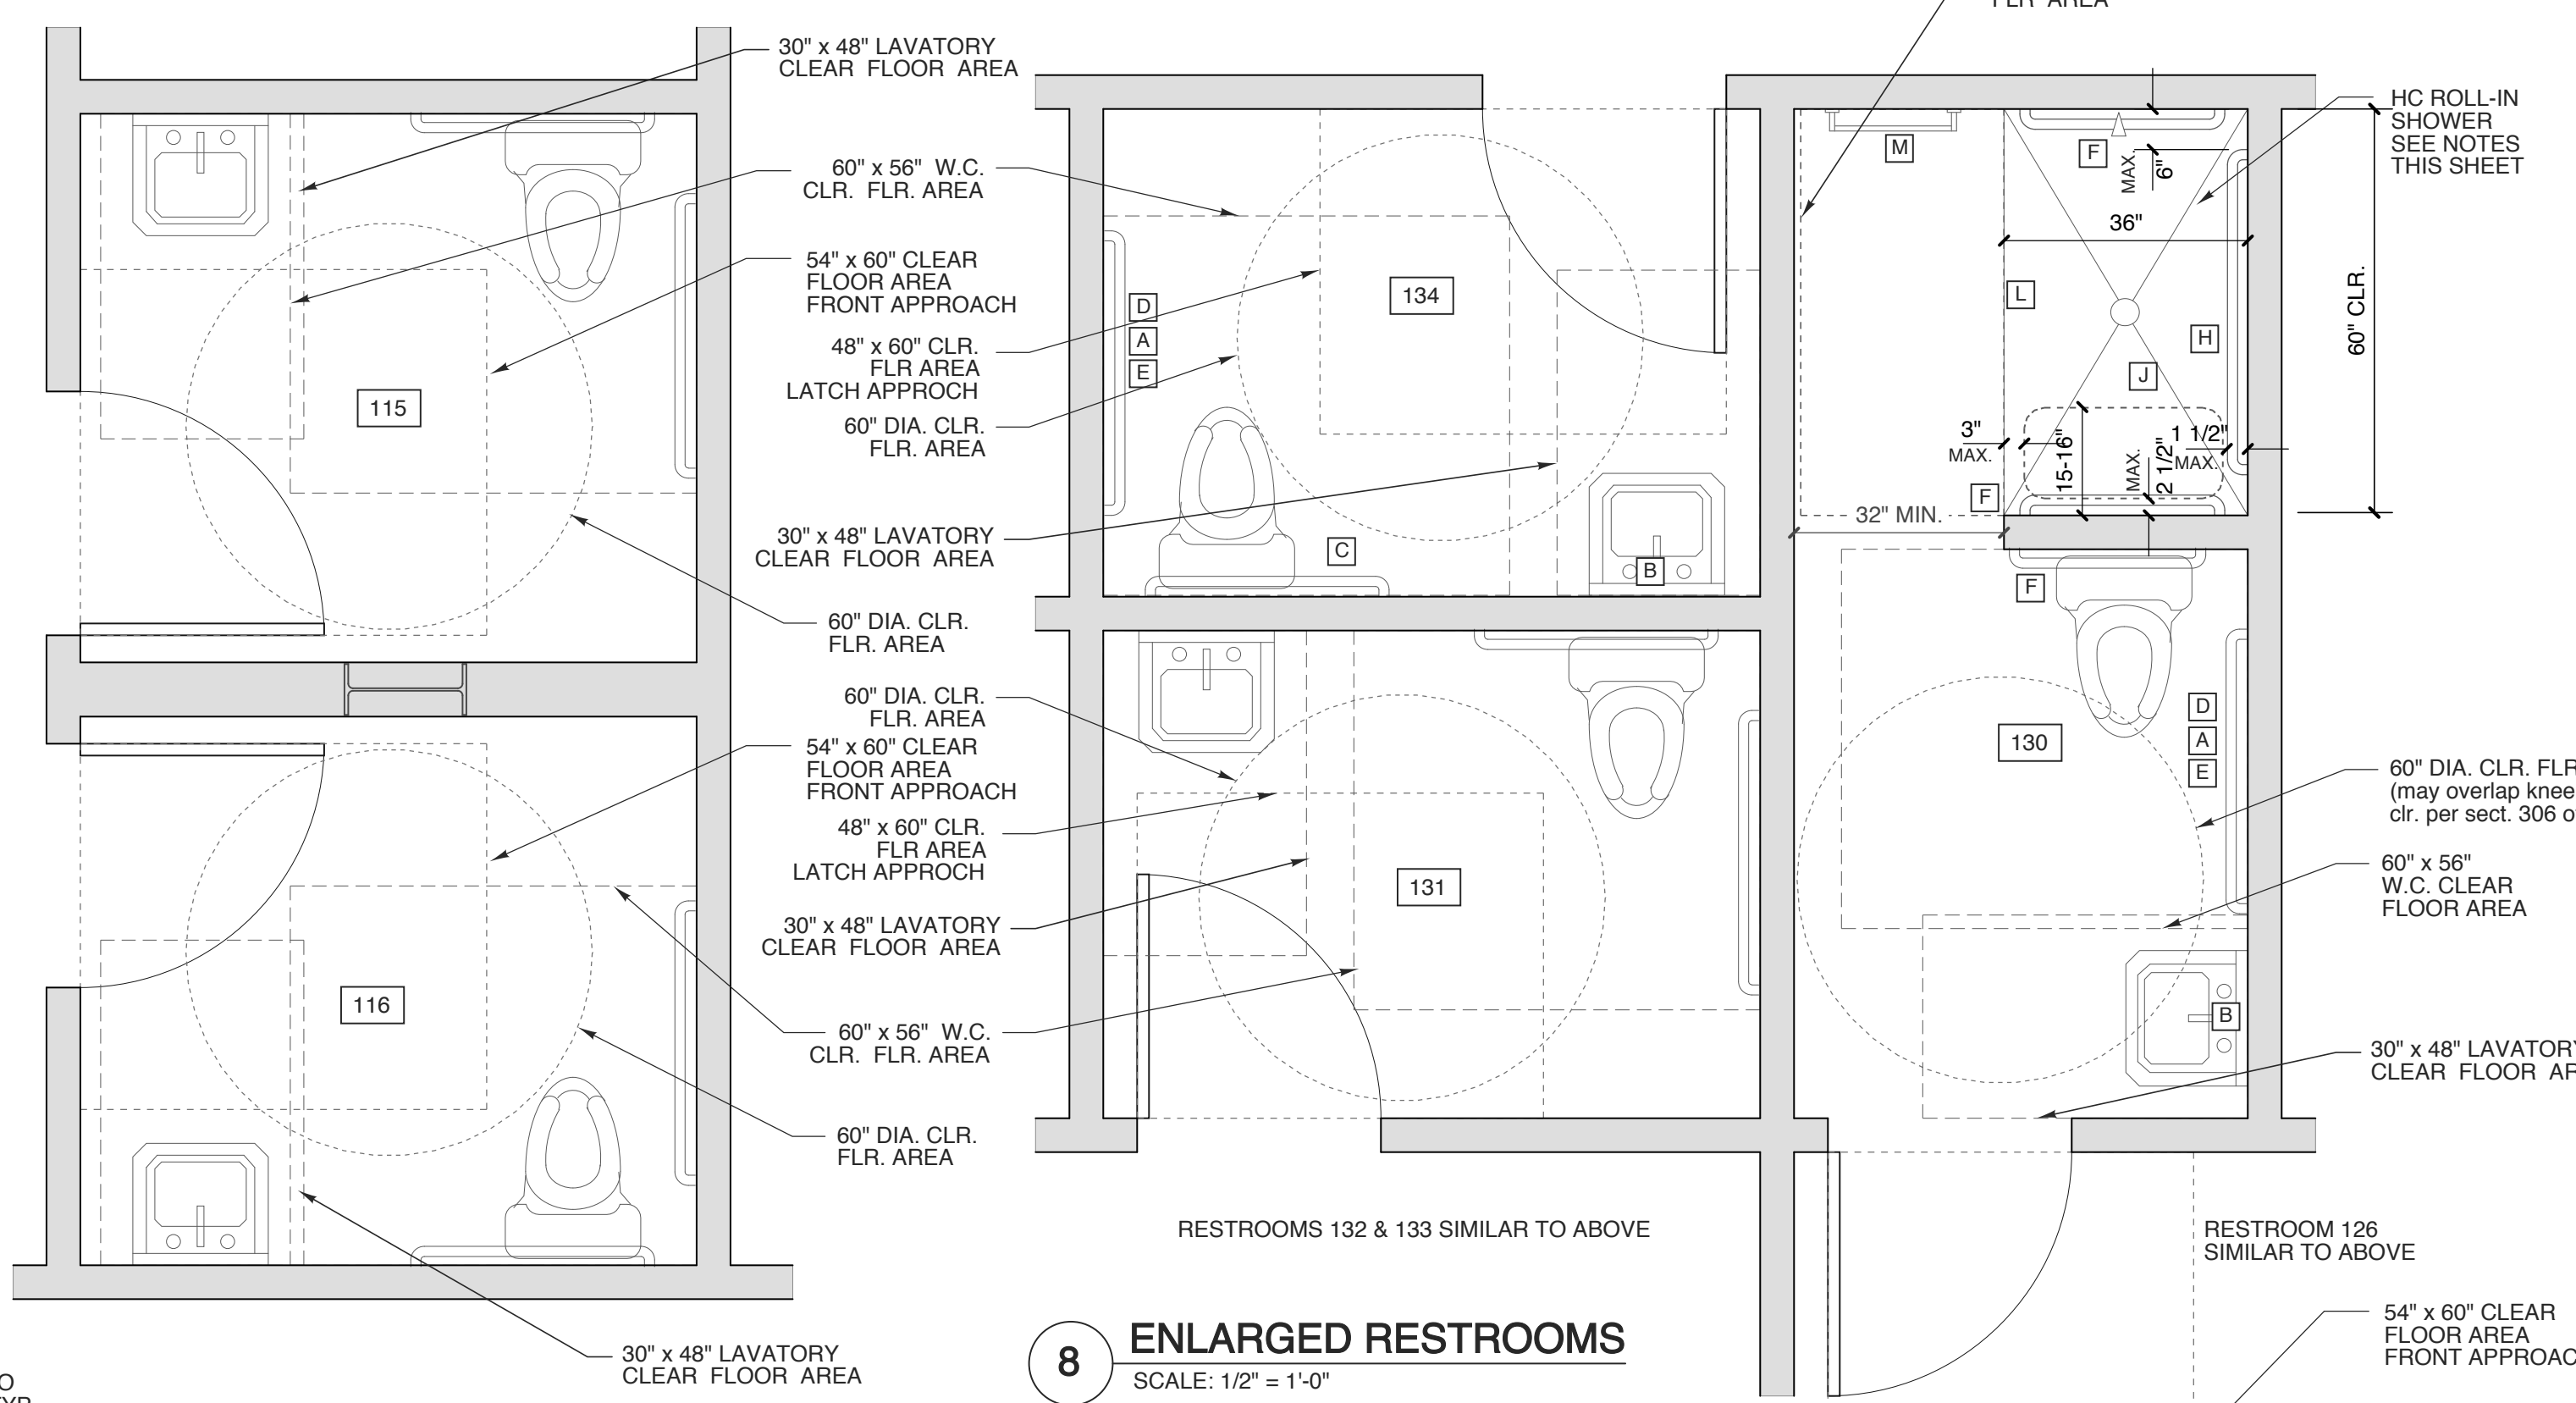 30" x 48" LAVATORY
CLEAR FLOOR AREA
60" x 56" W.C.
CLR. FLR. AREA
54" x 60" CLEAR
FLOOR AREA
FRONT APPROACH
48" x 60" CLR.
FLR AREA
LATCH APPROCH
60" DIA. CLR.
FLR. AREA
30" x 48" LAVATORY
CLEAR FLOOR AREA
60" DIA. CLR.
FLR. AREA
60" DIA. CLR.
FLR. AREA
54" x 60" CLEAR
FLOOR AREA
FRONT APPROACH
48" x 60" CLR.
FLR AREA
LATCH APPROCH
30" x 48" LAVATORY
CLEAR FLOOR AREA
60" x 56" W.C.
CLR. FLR. AREA
60" DIA. CLR.
FLR. AREA
30" x 48" LAVATORY
CLEAR FLOOR AREA
115
116
134
D
A
E
C
B
131
FLR AREA
M
F
MAX.
6"
36"
L
H
J
3"
MAX.
15-16"
MAX.
2 1/2"
1 1/2"
MAX.
F
32" MIN.
60" CLR.
HC ROLL-IN
SHOWER
SEE NOTES
THIS SHEET
F
130
D
A
E
B
60" DIA. CLR. FLR
(may overlap knee
clr. per sect. 306 o
60" x 56"
W.C. CLEAR
FLOOR AREA
30" x 48" LAVATORY
CLEAR FLOOR AR
RESTROOMS 132 & 133 SIMILAR TO ABOVE
RESTROOM 126
SIMILAR TO ABOVE
54" x 60" CLEAR
FLOOR AREA
FRONT APPROAC
8
ENLARGED RESTROOMS
SCALE: 1/2" = 1'-0"